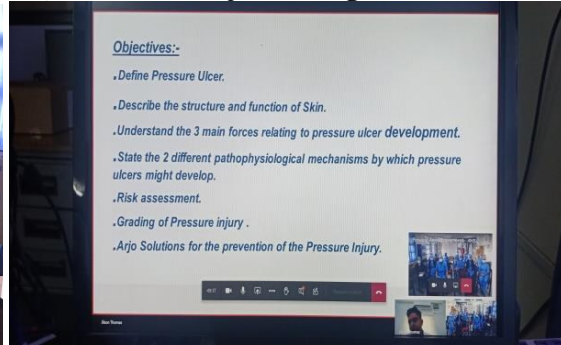 Objectives:-
.Define Pressure Ulcer.
.Describe the structure and function of Skin.
.Understand the 3 main forces relating to pressure ulcer development.
.State the 2 different pathophysiological mechanisms by which pressure
ulcers might develop.
.Risk assessment.
.Grading of Pressure injury .
.Arjo Solutions for the prevention of the Pressure Injury.